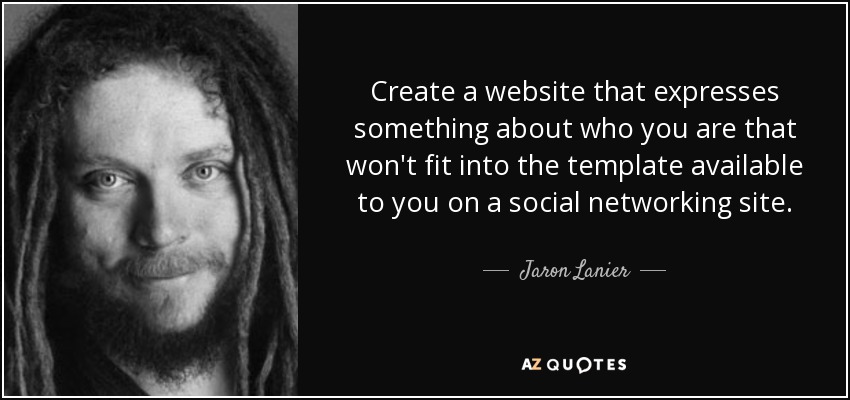 Create a website that expresses
something about who you are that
won't fit into the template available
to you on a social networking site.
Jaron Lanier
AZ QUOTES